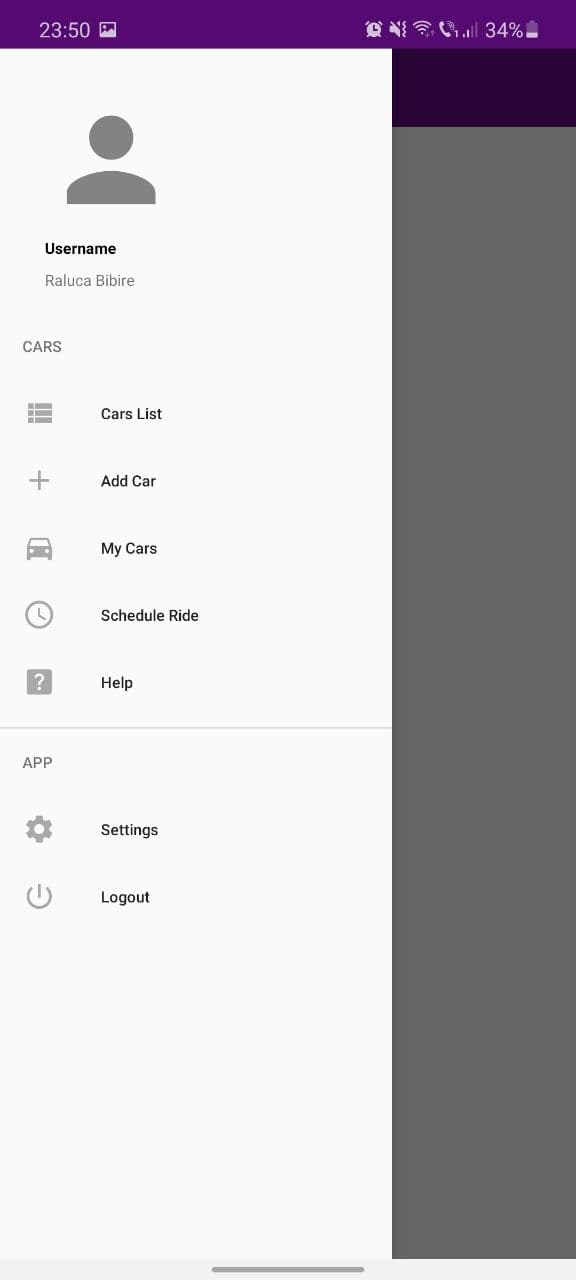 23:50 34%
Username
Raluca Bibire
CARS
Cars List
Add Car
My Cars
Schedule Ride
Help
APP
Settings
Logout